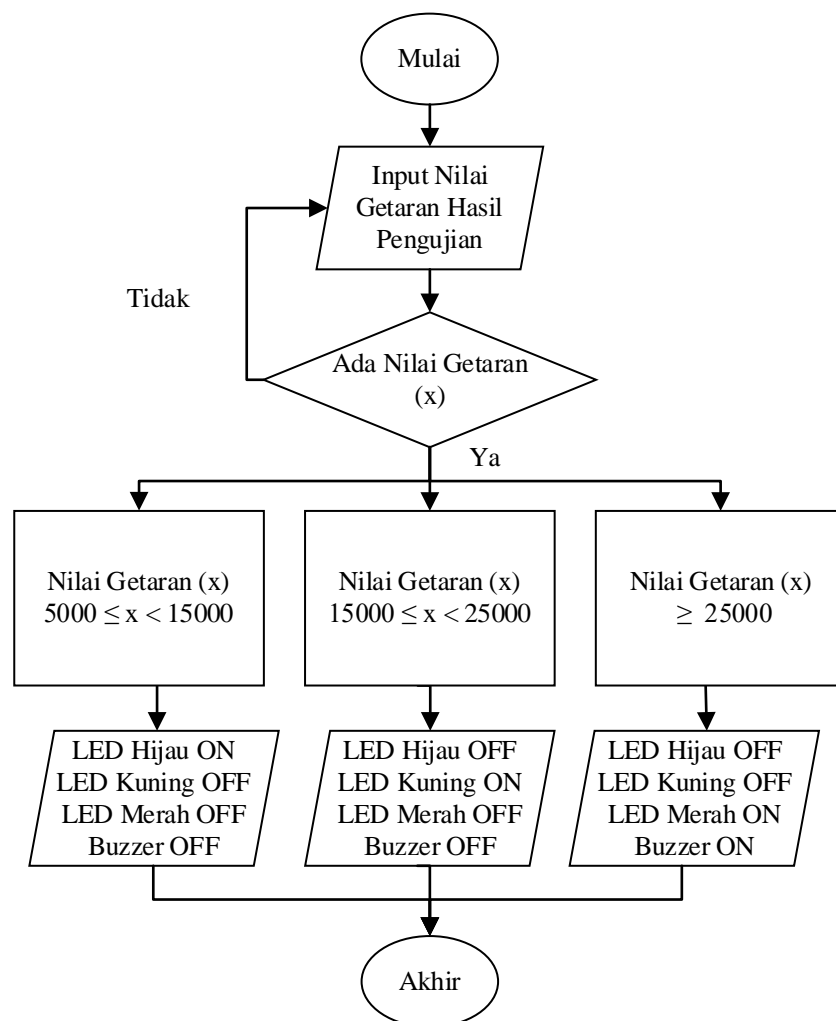 Mulai
Input Nilai
Getaran Hasil
Pengujian
Tidak
Ada Nilai Getaran
(x)
Ya
Nilai Getaran (x)
5000 ≤ x < 15000
Nilai Getaran (x)
15000 ≤ x < 25000
Nilai Getaran (x)
≥ 25000
LED Hijau ON
LED Kuning OFF
LED Merah OFF
Buzzer OFF
LED Hijau OFF
LED Kuning ON
LED Merah OFF
Buzzer OFF
LED Hijau OFF
LED Kuning OFF
LED Merah ON
Buzzer ON
Akhir